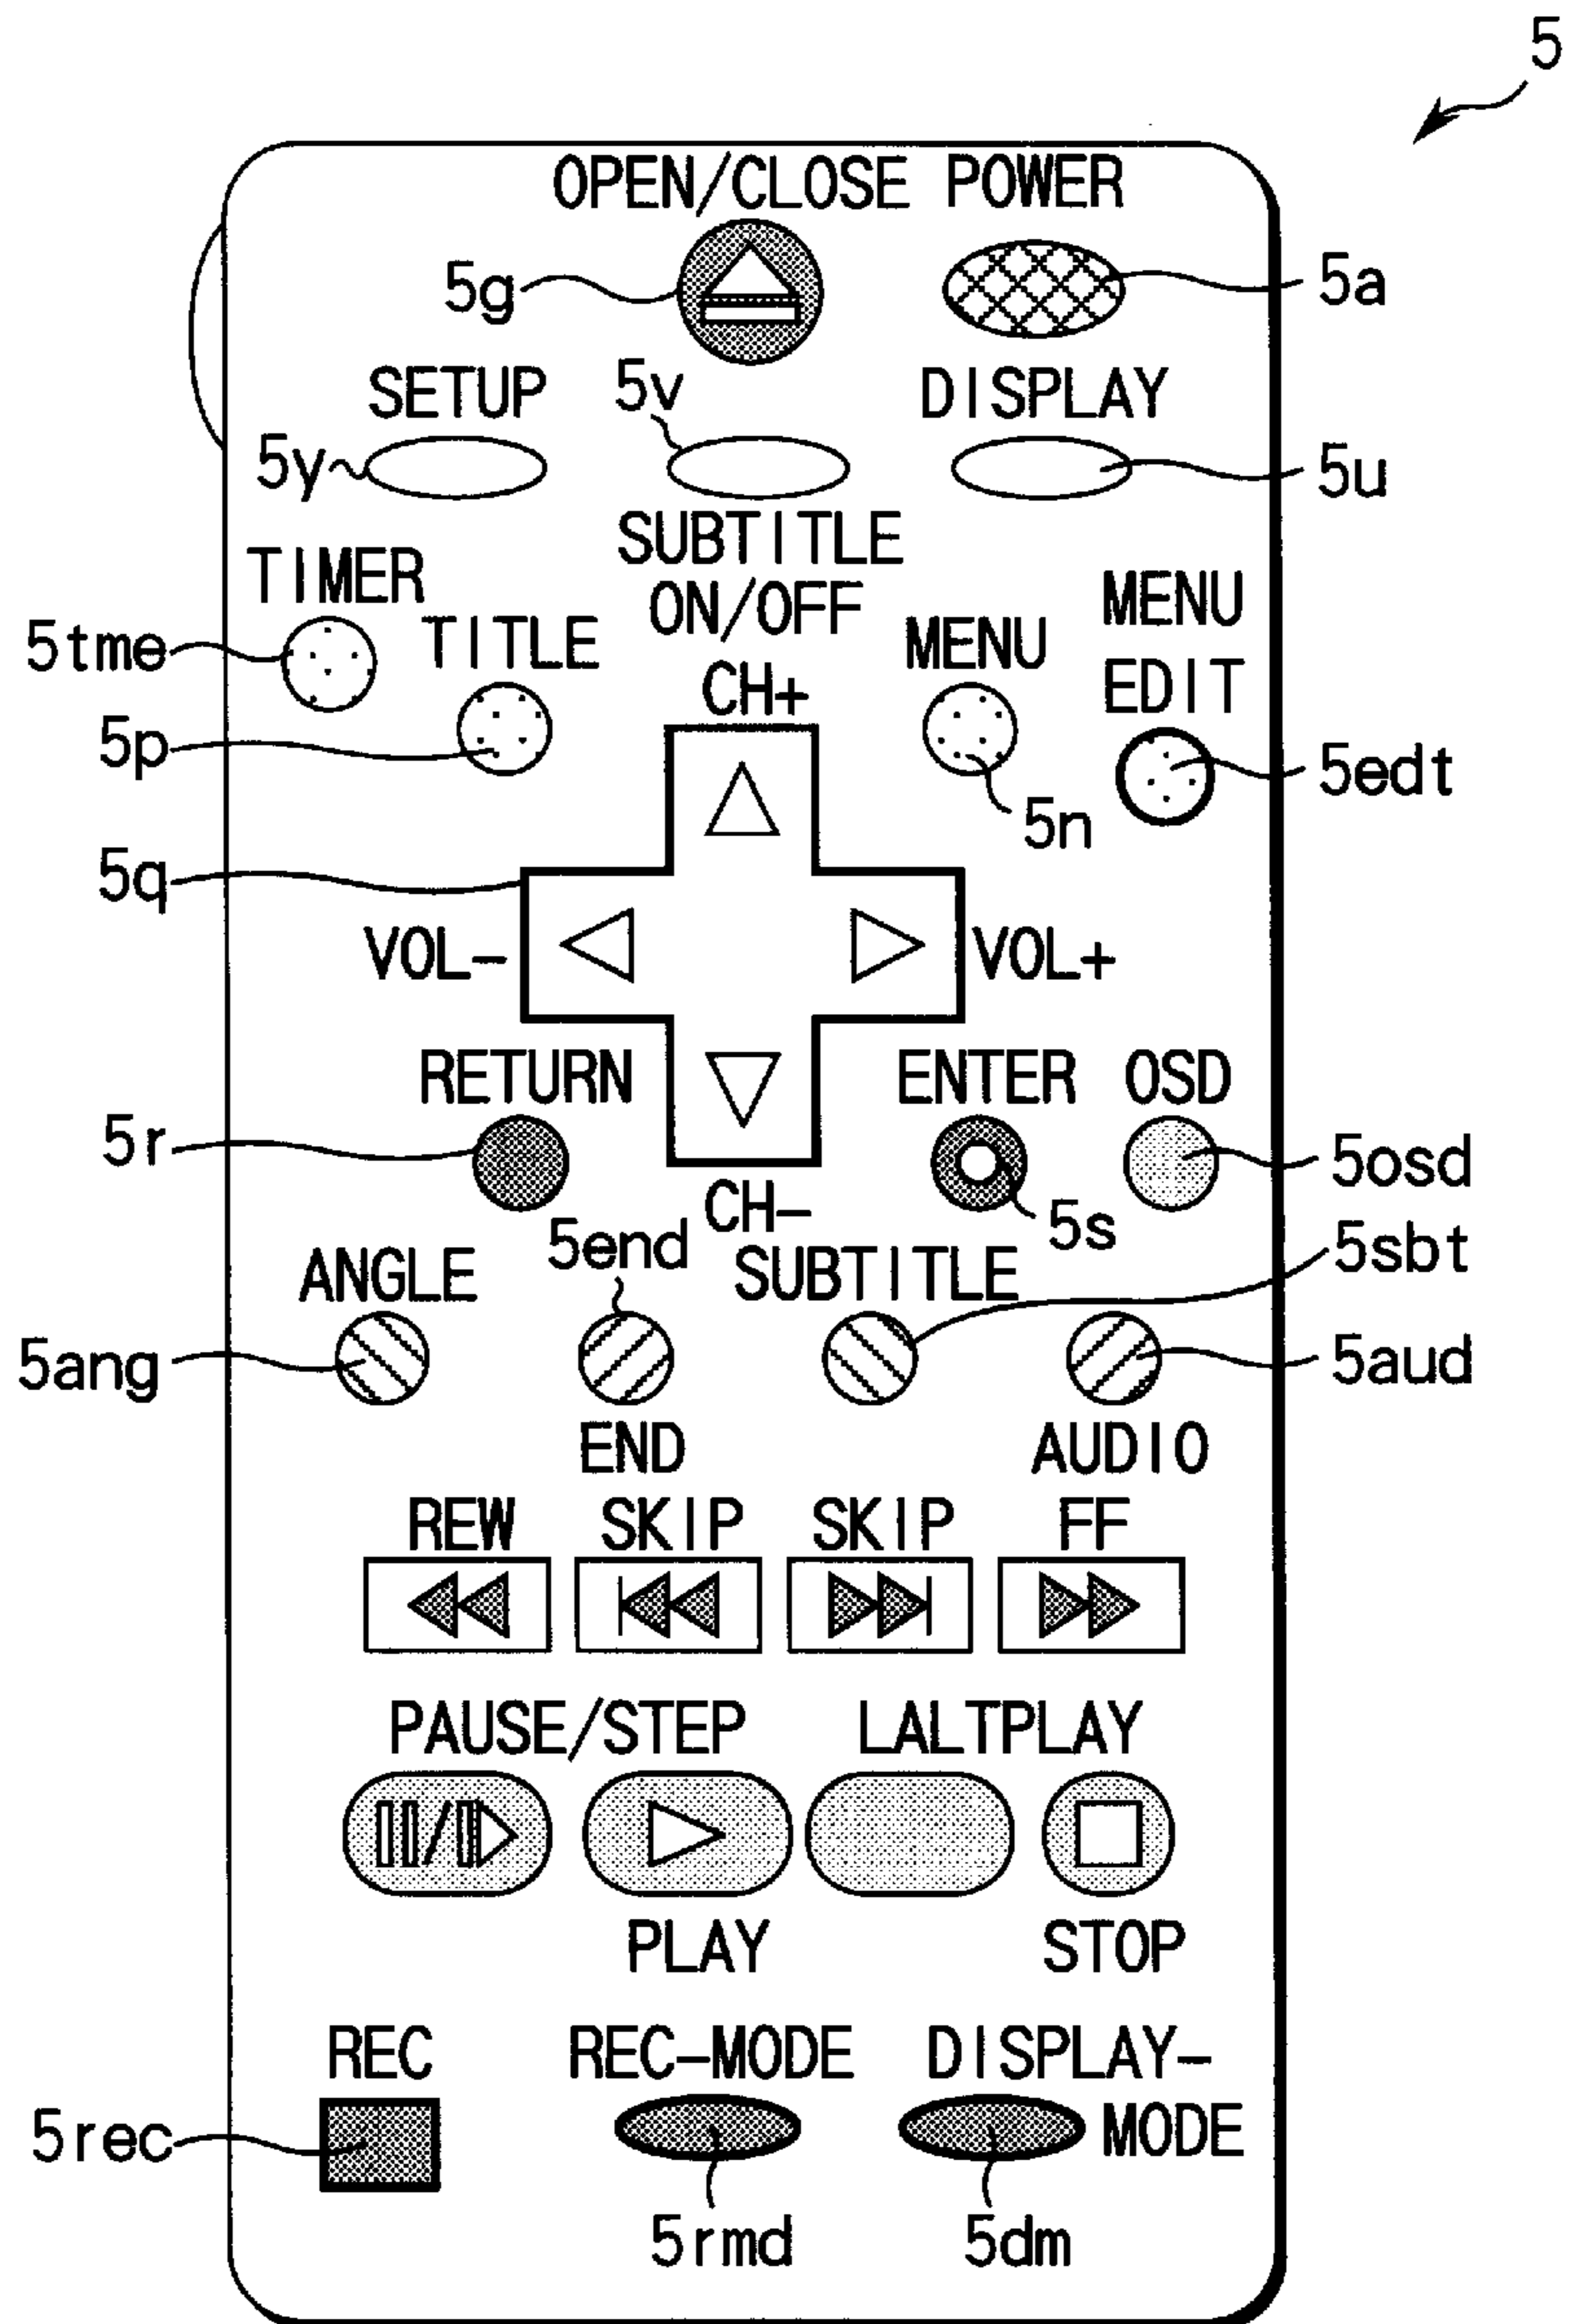 5
OPEN/CLOSE POWER
5g 5a
SETUP 5v DISPLAY
5y 5u
SUBTITLE
ON/OFF
TIMER MENU
EDIT
5tme TITLE MENU
CH+
5p 5edt
5n
5q
VOL- VOL+
RETURN ENTER OSD
5r 5osd
CH- 5s
5end 5sbt
ANGLE SUBTITLE
5ang 5aud
END AUDIO
REW SKIP SKIP FF
PAUSE/STEP LALTPLAY
PLAY STOP
REC REC-MODE DISPLAY-
MODE
5rec
5rmd 5dm